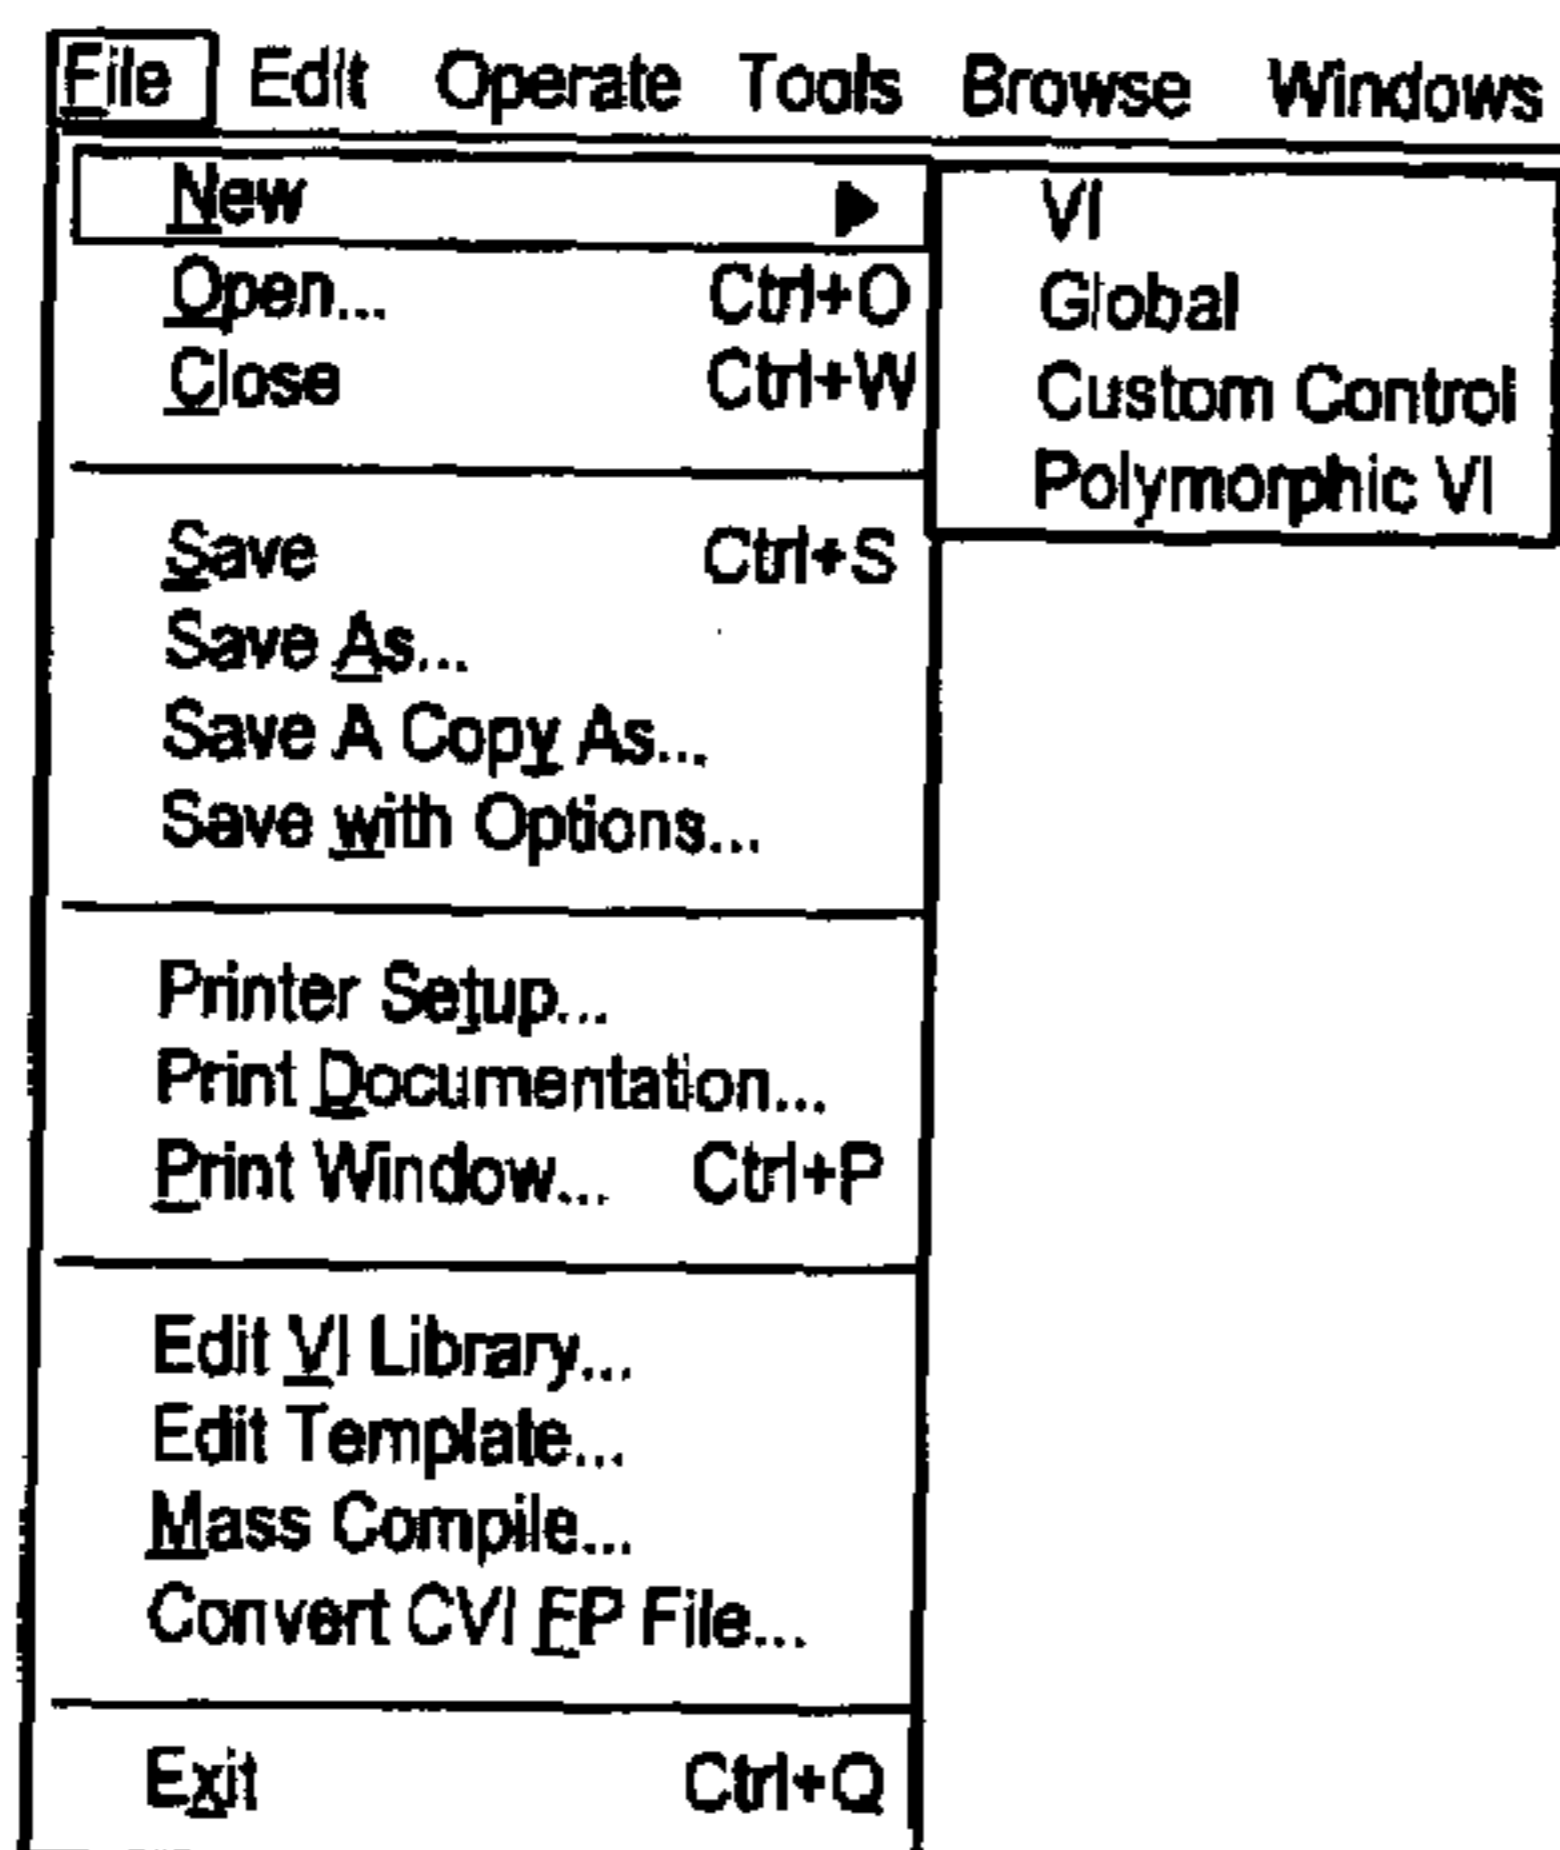 File Edit Operate Tools Browse Windows
New
Open... Ctrl+O
Close Ctrl+W
Save Ctrl+S
Save As...
Save A Copy As...
Save with Options...
Printer Setup...
Print Documentation...
Print Window... Ctrl+P
Edit VI Library...
Edit Template...
Mass Compile...
Convert CVI FP File...
Exit Ctrl+Q
VI
Global
Custom Control
Polymorphic VI